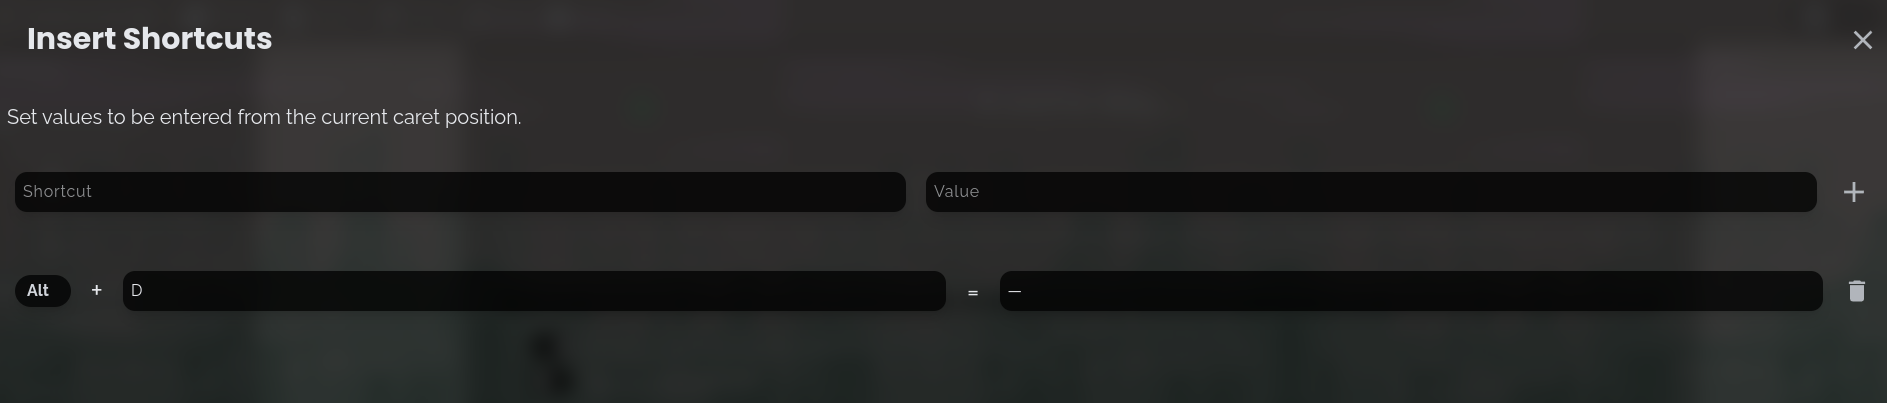 Insert Shortcuts
Set values to be entered from the current caret position.
Shortcut Value
Alt + D = —